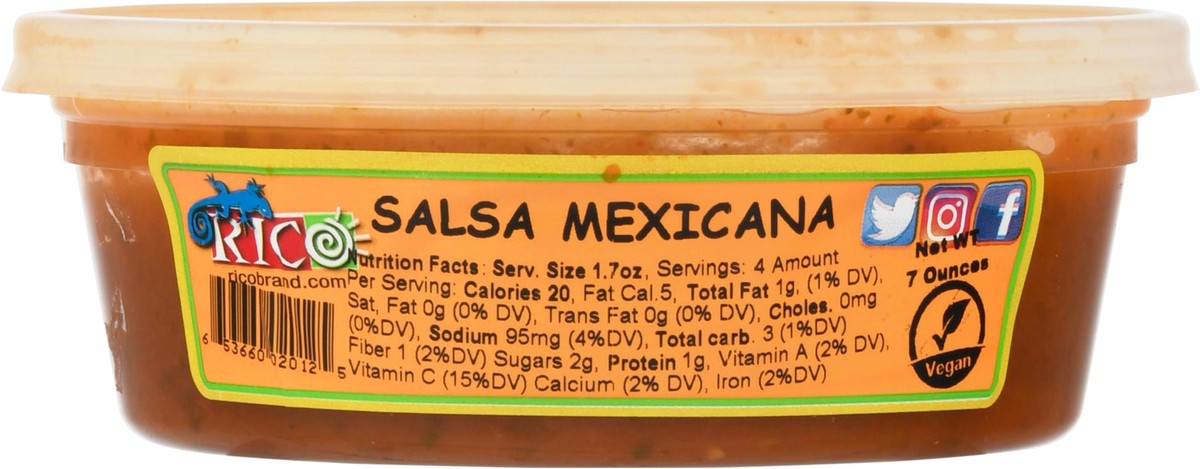 RICO
SALSA MEXICANA
ricobrand.com
Nutrition Facts: Serv. Size 1.7oz, Servings: 4 Amount
Per Serving: Calories 20, Fat Cal.5, Total Fat 1g, (1% DV),
Sat, Fat 0g (0% DV), Trans Fat 0g (0% DV), Choles. 0mg
(0%DV), Sodium 95mg (4%DV), Total carb. 3 (1%DV)
Fiber 1 (2%DV) Sugars 2g, Protein 1g, Vitamin A (2% DV),
Vitamin C (15%DV) Calcium (2% DV), Iron (2%DV)
6 53660 02012 5
f
Net WT
7 Ounces
Vegan